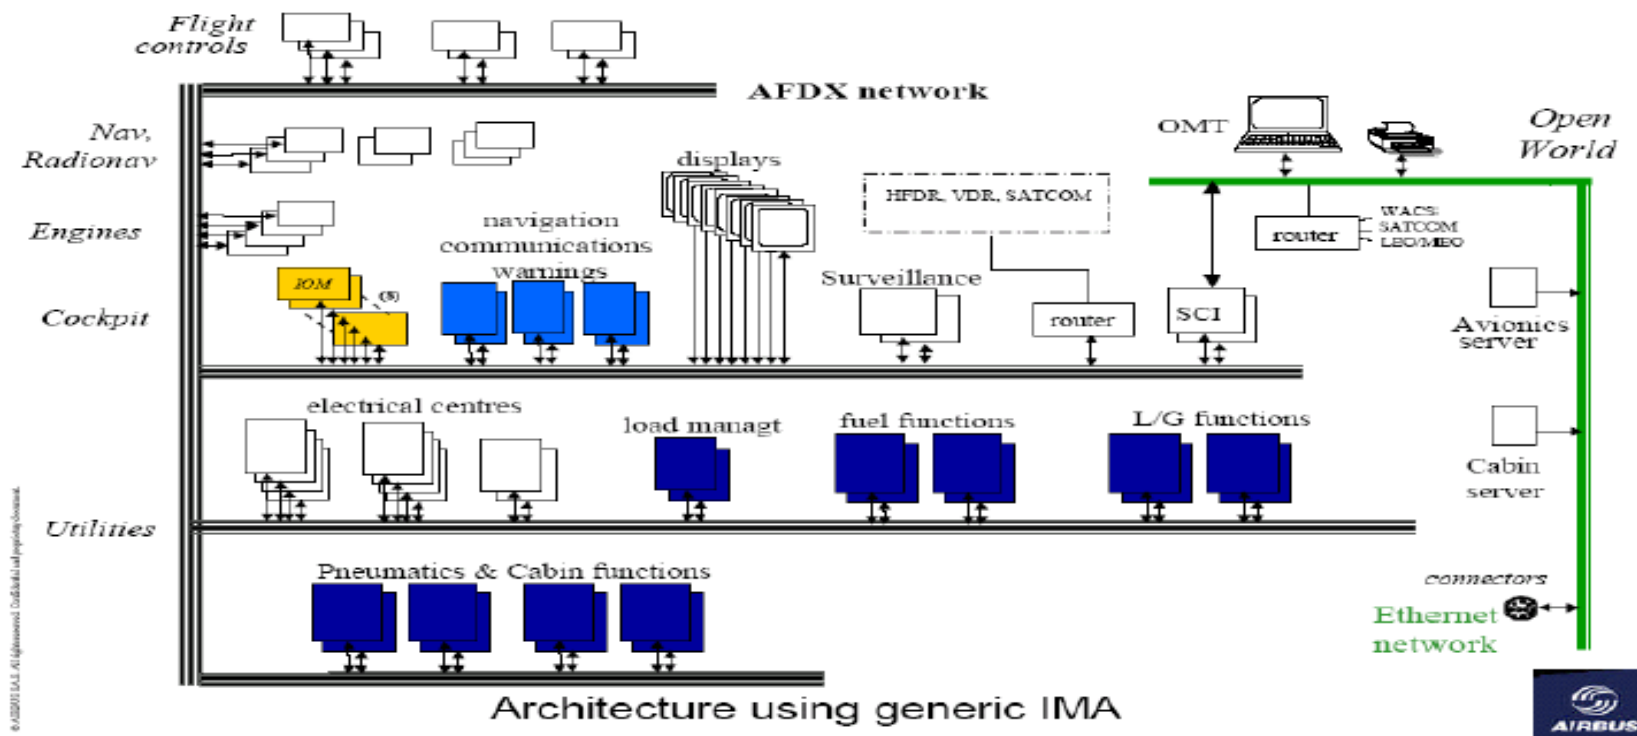 Flight
controls
AFDX network
Nav,
Radionav
OMT
Open
World
displays
HFDR, VDR, SATCOM
WACS
SATCOM
LEO/MEO
router
Engines
navigation
communications
warnings
IOM
(8)
Surveillance
Cockpit
router
SCI
Avionics
server
electrical centres
load managt
fuel functions
L/G functions
Cabin
server
Utilities
Pneumatics & Cabin functions
connectors
Ethernet
network
Architecture using generic IMA
AIRBUS